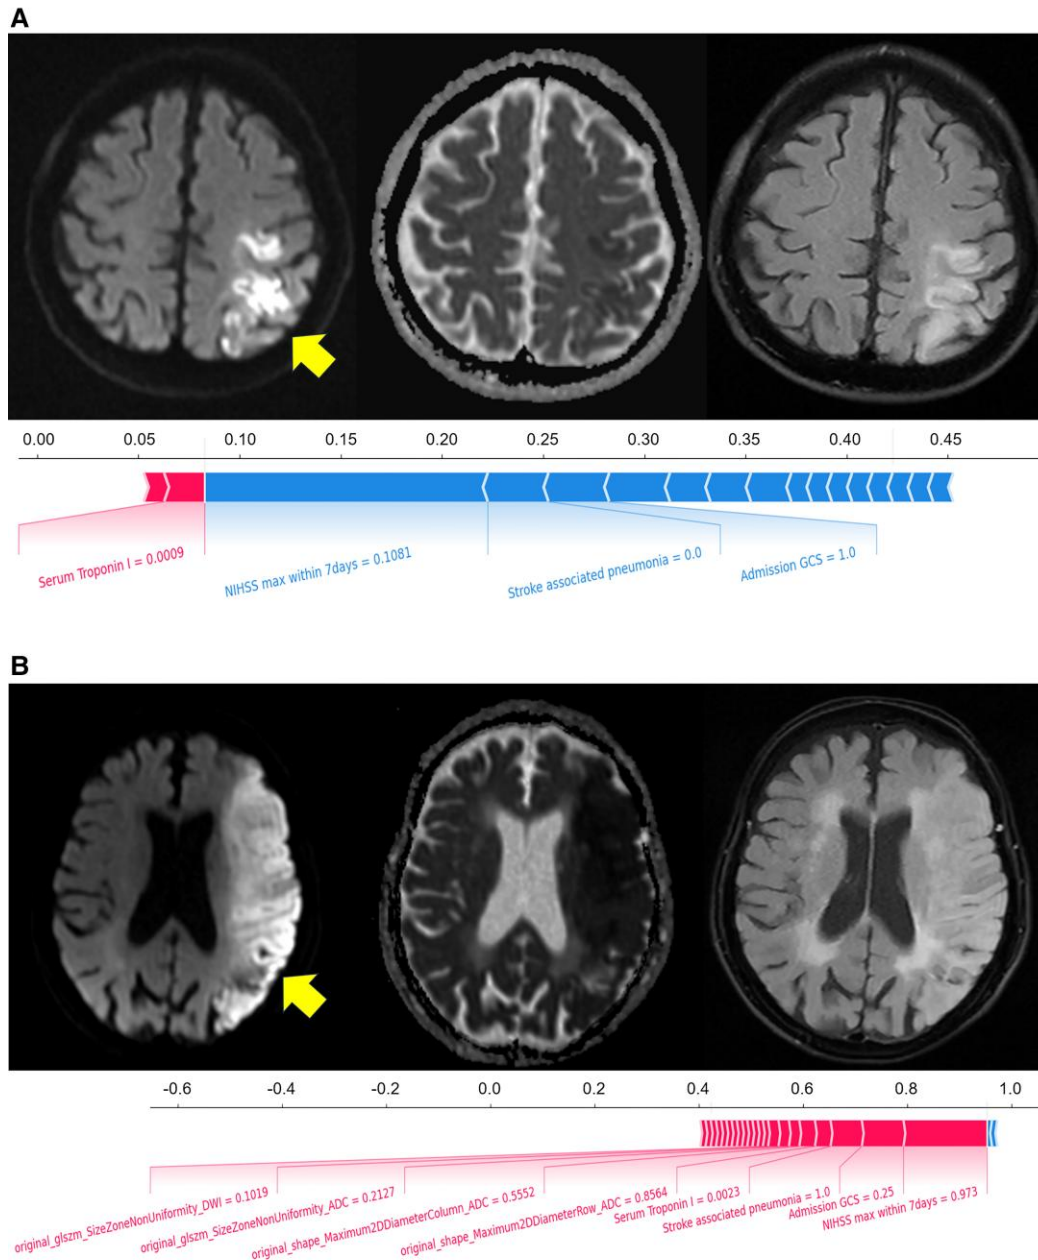 A
0.00 0.05 0.10 0.15 0.20 0.25 0.30 0.35 0.40 0.45
Serum Troponin I = 0.0009
NIHSS max within 7days = 0.1081
Stroke associated pneumonia = 0.0
Admission GCS = 1.0
B
-0.6 -0.4 -0.2 0.0 0.2 0.4 0.6 0.8 1.0
original_glszm_SizeZoneNonUniformity_DWI = 0.1019
original_glszm_SizeZoneNonUniformity_ADC = 0.2127
original_shape_Maximum2DDiameterColumn_ADC = 0.5552
original_shape_Maximum2DDiameterRow_ADC = 0.8564
Serum Troponin I = 0.0023
Stroke associated pneumonia = 1.0
Admission GCS = 0.25
NIHSS max within 7days = 0.973